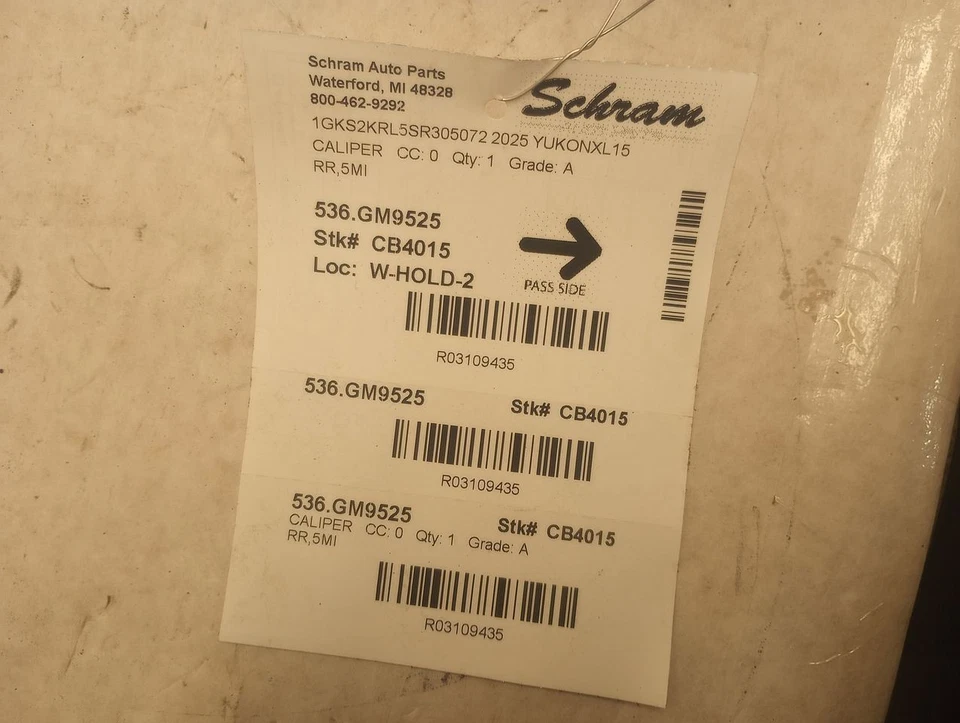 Schram Auto Parts
Waterford, MI 48328
800-462-9292
Schram
1GKS2KRL5SR305072 2025 YUKONXL15
CALIPER CC: 0 Qty: 1 Grade: A
RR,5MI
536.GM9525
Stk# CB4015
Loc: W-HOLD-2
PASS SIDE
R03109435
536.GM9525 Stk# CB4015
R03109435
536.GM9525 Stk# CB4015
CALIPER CC: 0 Qty: 1 Grade: A
RR,5MI
R03109435